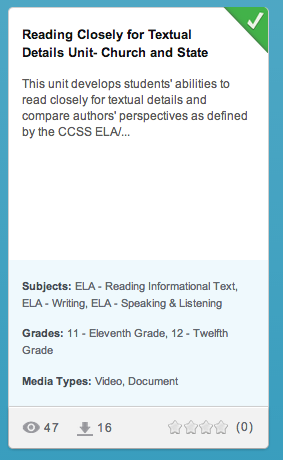 Reading Closely for Textual
Details Unit- Church and State
This unit develops students' abilities to
read closely for textual details and
compare authors' perspectives as defined
by the CCSS ELA/...
Subjects: ELA - Reading Informational Text,
ELA - Writing, ELA - Speaking & Listening
Grades: 11 - Eleventh Grade, 12 - Twelfth
Grade
Media Types: Video, Document
47 16 (0)